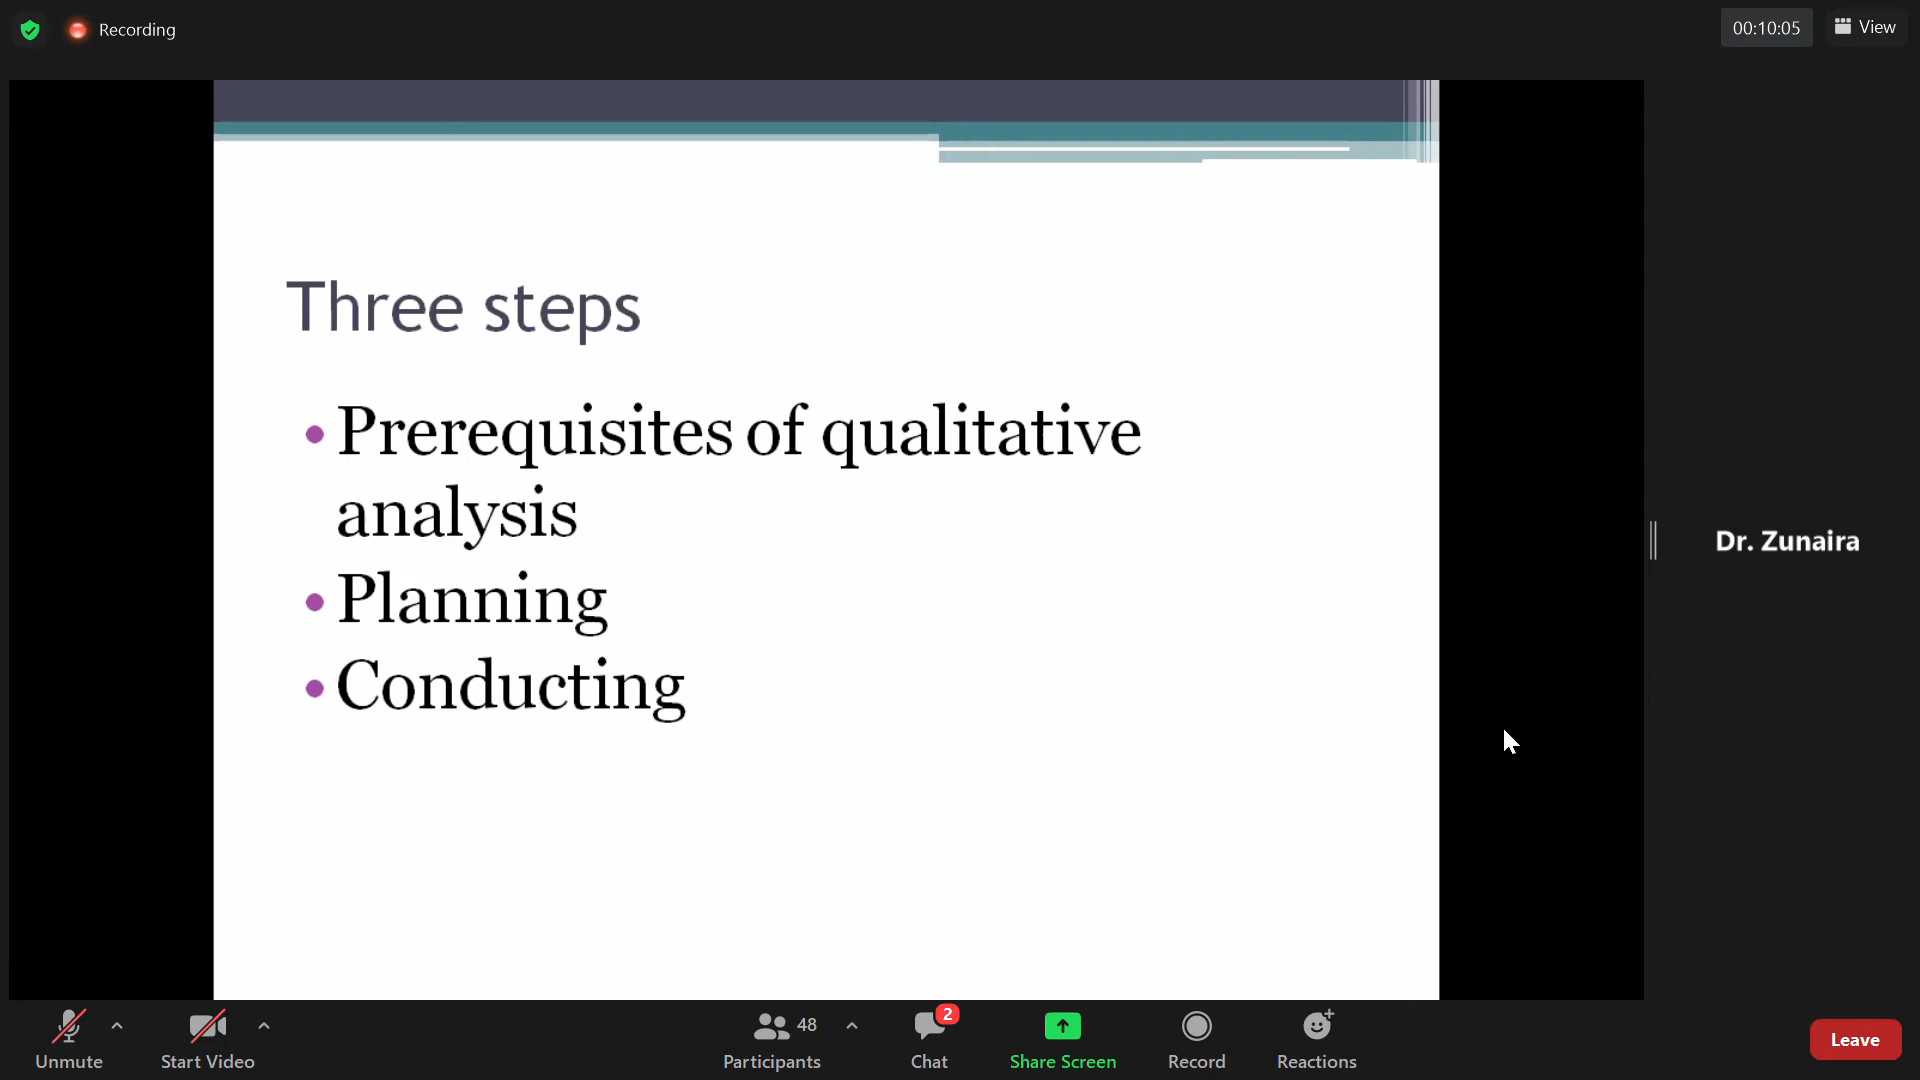 Recording
00:10:05
View
Three steps
• Prerequisites of qualitative
analysis
• Planning
• Conducting
Dr. Zunaira
Unmute
Start Video
48
Participants
2
Chat
Share Screen
Record
Reactions
Leave